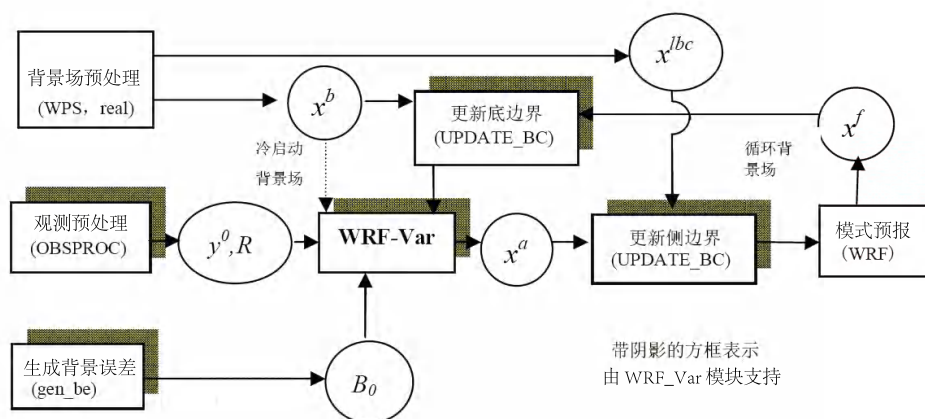 x^{lbc}
背景场预处理
(WPS，real)
x^b
更新底边界
(UPDATE_BC)
x^f
冷启动
背景场
循环背
景场
观测预处理
(OBSPROC)
y^0,R
WRF-Var
x^a
更新侧边界
(UPDATE_BC)
模式预报
(WRF)
生成背景误差
(gen_be)
B_0
带阴影的方框表示
由 WRF_Var 模块支持